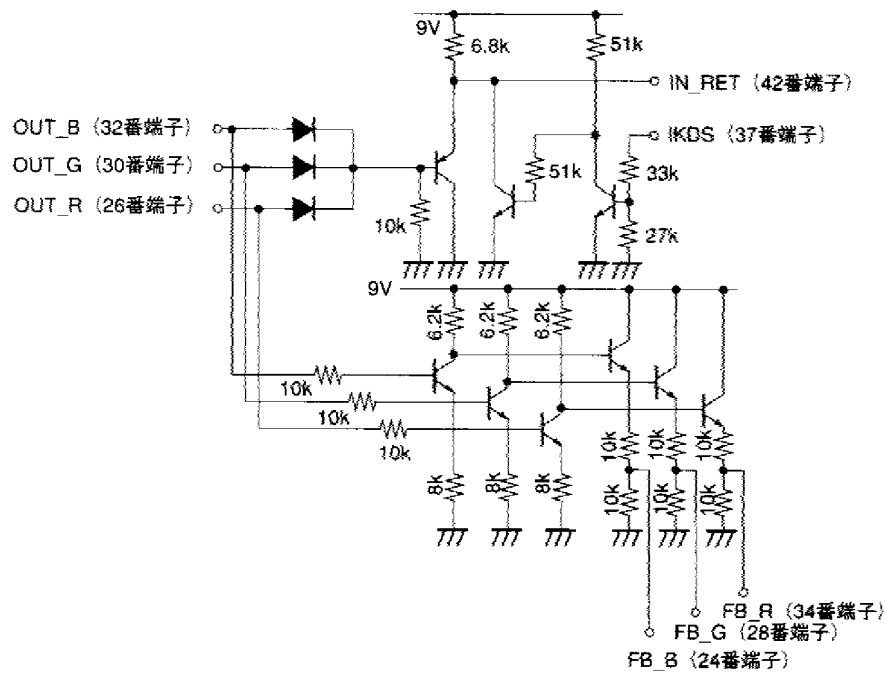 9V
6.8k
51k
IN_RET（42番端子）
OUT_B（32番端子）
IKDS（37番端子）
OUT_G（30番端子）
51k
33k
OUT_R（26番端子）
10k
27k
9V
6.2k
6.2k
6.2k
10k
10k
10k
10k
10k
10k
8k
8k
8k
10k
10k
10k
FB_R（34番端子）
FB_G（28番端子）
FB_B（24番端子）